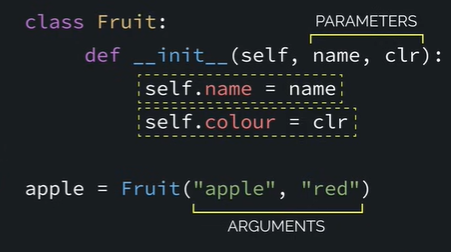 class Fruit:
PARAMETERS
def __init__(self, name, clr):
self.name = name
self.colour = clr
apple = Fruit("apple", "red")
ARGUMENTS